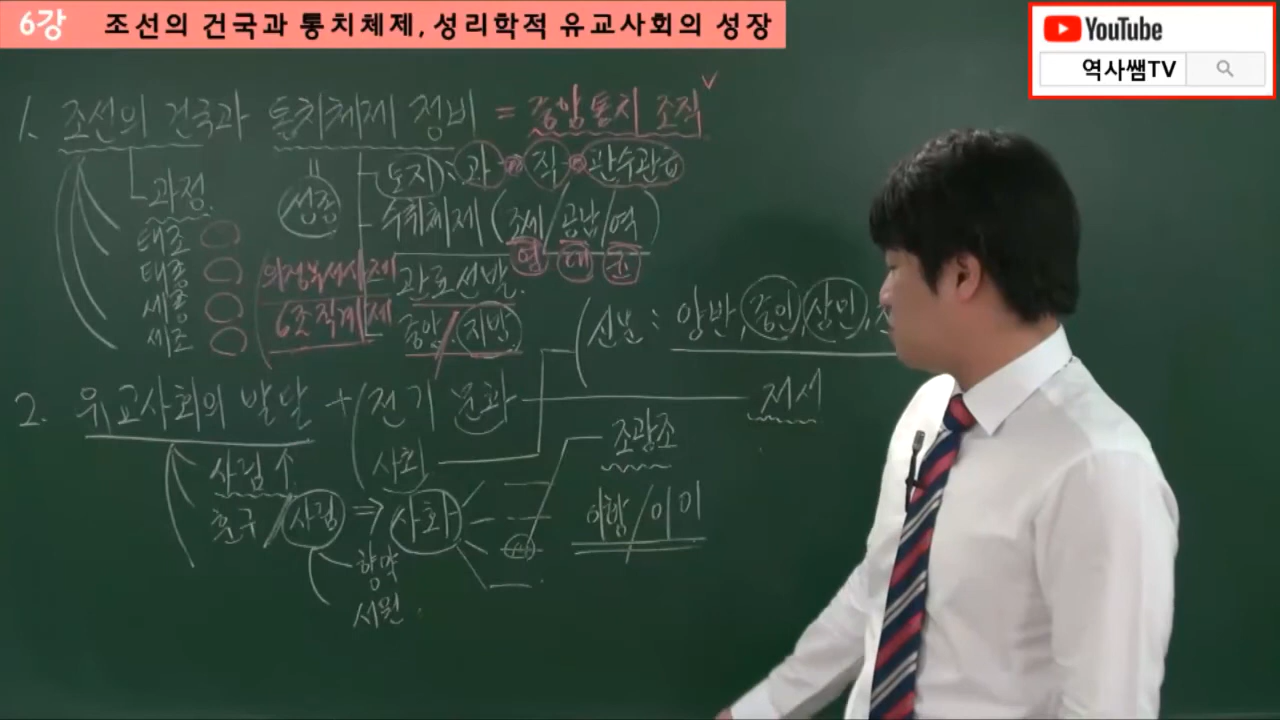 6강 조선의 건국과 통치체제, 성리학적 유교사회의 성장
YouTube
역사쌤TV
1. 조선의 건국과 통치체제 정비 = 중앙통치 조직
과정
태조
태종
세종
세조
성종
의정부서사제
6조직계제
토지: 과 직 관수관급
수취체제 (조세/공납/역)
영 대 균
관료선발
중앙/지방
신분: 양반, 중인, 상민,
2. 유교사회의 발달 + 전기 문화
저서
사회
사림↑
훈구/사림 ⇒ 사화
향약
서원
조광조
이황/이이